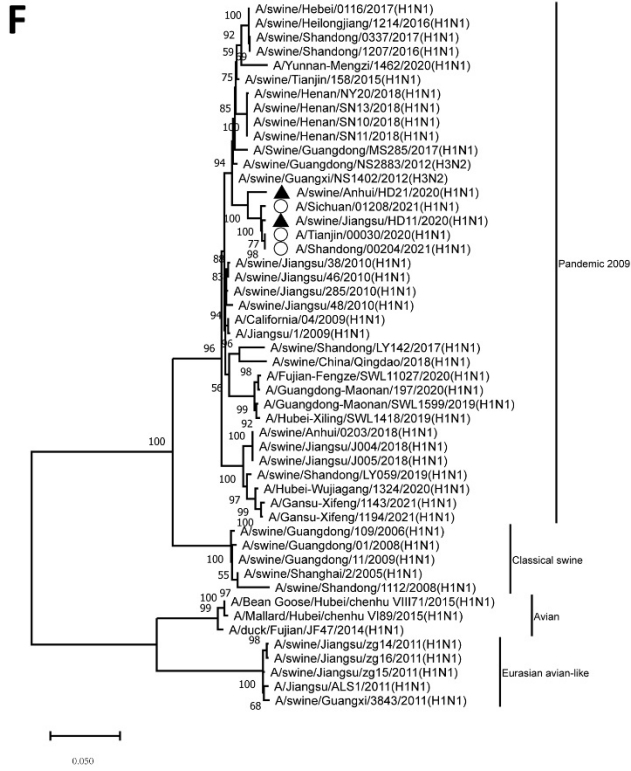 F
100
A/swine/Hebei/0116/2017(H1N1)
A/swine/Heilongjiang/1214/2016(H1N1)
92
A/swine/Shandong/0337/2017(H1N1)
59
A/swine/Shandong/1207/2016(H1N1)
A/Yunnan-Mengzi/1462/2020(H1N1)
75
A/swine/Tianjin/158/2015(H1N1)
A/swine/Henan/NY20/2018(H1N1)
85
A/swine/Henan/SN13/2018(H1N1)
A/swine/Henan/SN10/2018(H1N1)
100
A/swine/Henan/SN11/2018(H1N1)
A/Swine/Guangdong/MS285/2017(H1N1)
94
A/swine/Guangdong/NS2883/2012(H3N2)
A/swine/Guangxi/NS1402/2012(H3N2)
A/swine/Anhui/HD21/2020(H1N1)
A/Sichuan/01208/2021(H1N1)
100
A/swine/Jiangsu/HD11/2020(H1N1)
100
A/Tianjin/00030/2020(H1N1)
77
A/Shandong/00204/2021(H1N1)
98
88
A/swine/Jiangsu/38/2010(H1N1)
Pandemic 2009
83
A/swine/Jiangsu/46/2010(H1N1)
A/swine/Jiangsu/285/2010(H1N1)
A/swine/Jiangsu/48/2010(H1N1)
94
A/California/04/2009(H1N1)
A/Jiangsu/1/2009(H1N1)
96
96
A/swine/Shandong/LY142/2017(H1N1)
A/swine/China/Qingdao/2018(H1N1)
98
A/Fujian-Fengze/SWL11027/2020(H1N1)
56
A/Guangdong-Maonan/197/2020(H1N1)
A/Guangdong-Maonan/SWL1599/2019(H1N1)
99
A/Hubei-Xiling/SWL1418/2019(H1N1)
92
100
A/swine/Anhui/0203/2018(H1N1)
A/swine/Jiangsu/J004/2018(H1N1)
100
A/swine/Jiangsu/J005/2018(H1N1)
A/swine/Shandong/LY059/2019(H1N1)
100
A/Hubei-Wujiagang/1324/2020(H1N1)
97
A/Gansu-Xifeng/1143/2021(H1N1)
99
A/Gansu-Xifeng/1194/2021(H1N1)
100
A/swine/Guangdong/109/2006(H1N1)
A/swine/Guangdong/01/2008(H1N1)
100
A/swine/Guangdong/11/2009(H1N1)
Classical swine
55
A/swine/Shanghai/2/2005(H1N1)
A/swine/Shandong/1112/2008(H1N1)
100
97
A/Bean Goose/Hubei/chenhu VIII71/2015(H1N1)
99
A/Mallard/Hubei/chenhu VI89/2015(H1N1)
Avian
A/duck/Fujian/JF47/2014(H1N1)
98
A/swine/Jiangsu/zg14/2011(H1N1)
A/swine/Jiangsu/zg16/2011(H1N1)
A/swine/Jiangsu/zg15/2011(H1N1)
Eurasian avian-like
100
A/Jiangsu/ALS1/2011(H1N1)
68
A/swine/Guangxi/3843/2011(H1N1)
0.050